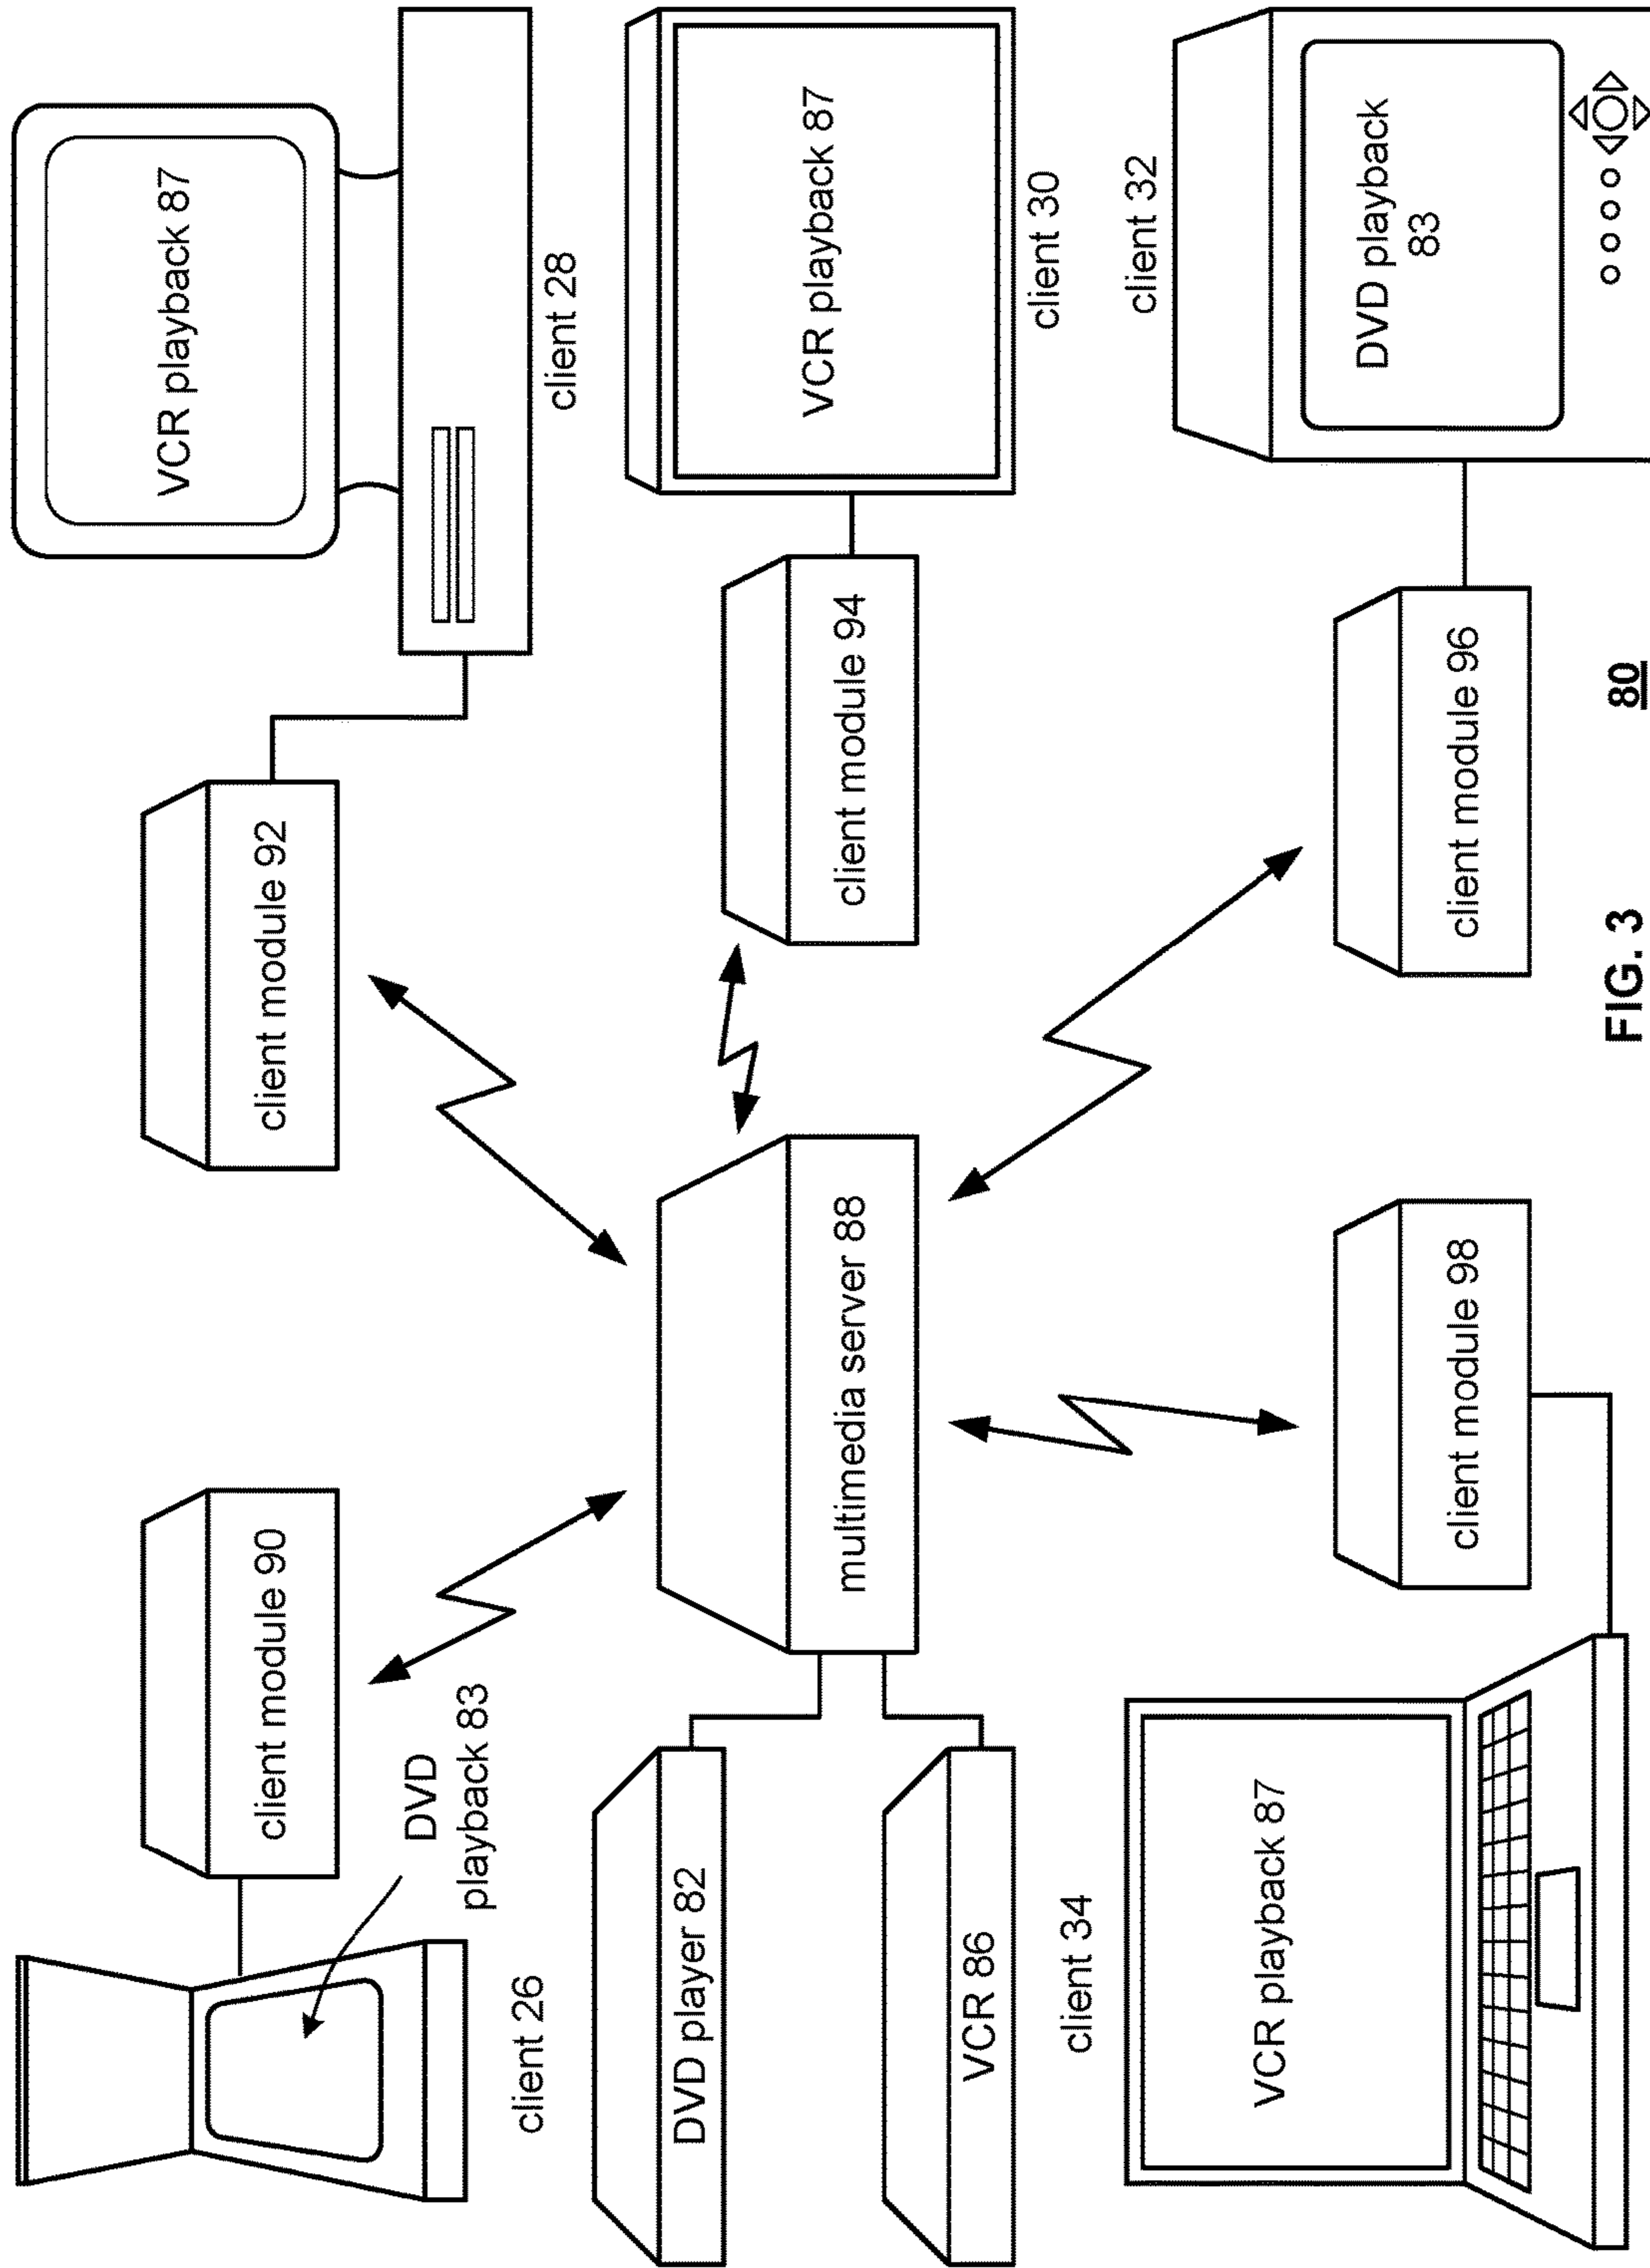 client module 90
DVD
playback 83
client 26
client module 92
VCR playback 87
client 28
DVD player 82
VCR 86
multimedia server 88
client module 94
VCR playback 87
client 30
client 34
VCR playback 87
client module 98
client module 96
client 32
DVD playback
83
FIG. 3
80